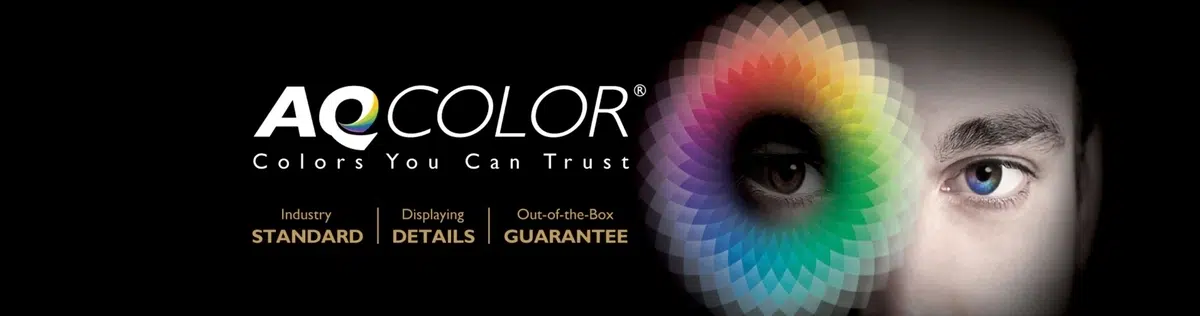 AQCOLOR®
Colors You Can Trust
Industry STANDARD
Displaying DETAILS
Out-of-the-Box GUARANTEE